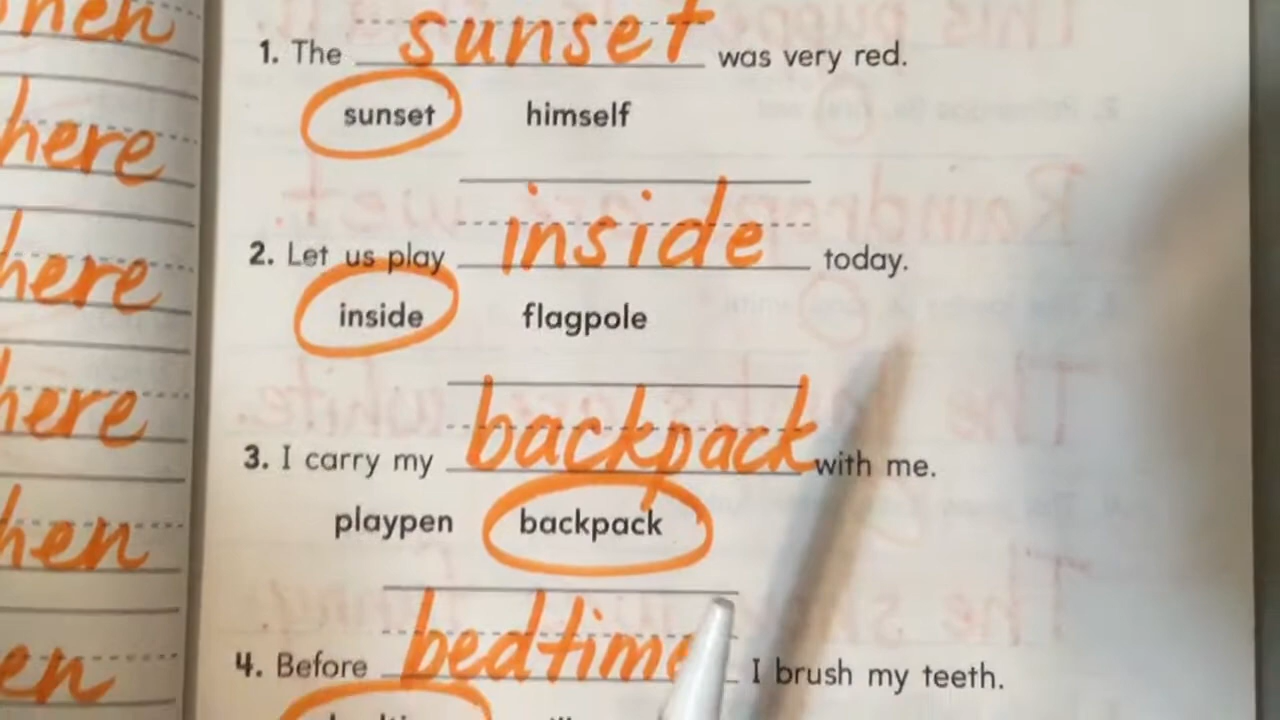 hen
1. The sunset was very red.
sunset himself
here
2. Let us play inside today.
here
inside flagpole
here
3. I carry my backpack with me.
playpen backpack
hen
4. Before bedtime I brush my teeth.
en